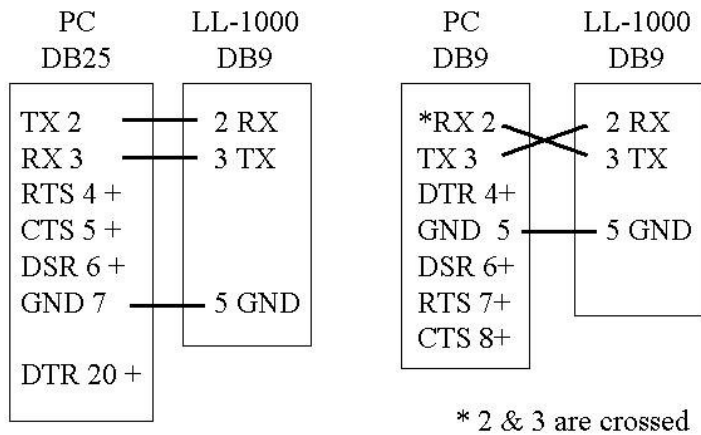 PC
DB25
LL-1000
DB9
TX 2
RX 3
RTS 4 +
CTS 5 +
DSR 6 +
GND 7
DTR 20 +
2 RX
3 TX
5 GND
PC
DB9
LL-1000
DB9
*RX 2
TX 3
DTR 4+
GND 5
DSR 6+
RTS 7+
CTS 8+
2 RX
3 TX
5 GND
* 2 & 3 are crossed